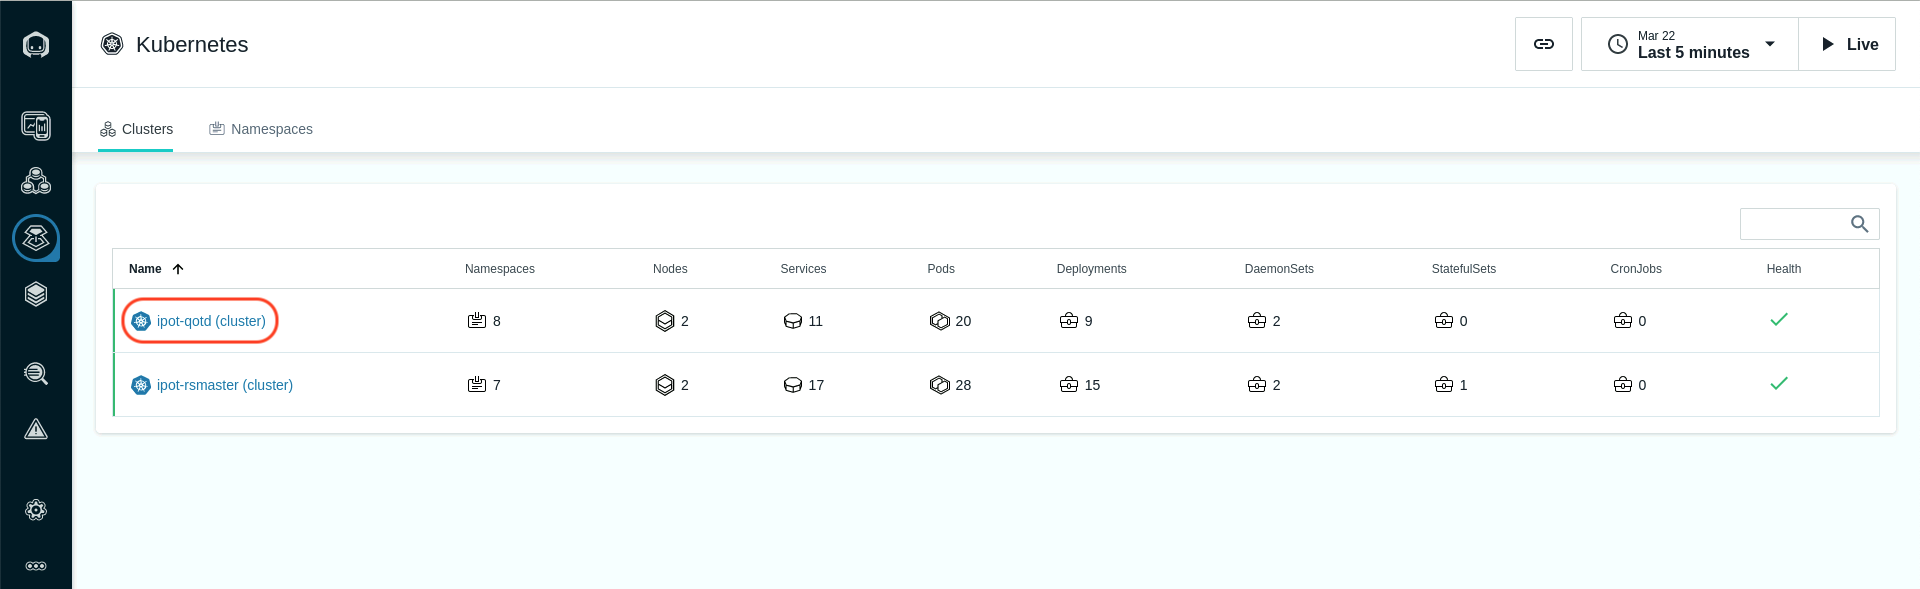 Kubernetes
Mar 22
Last 5 minutes
Live
Clusters Namespaces
Name Namespaces Nodes Services Pods Deployments DaemonSets StatefulSets CronJobs Health
ipot-qotd (cluster) 8 2 11 20 9 2 0 0
ipot-rsmaster (cluster) 7 2 17 28 15 2 1 0